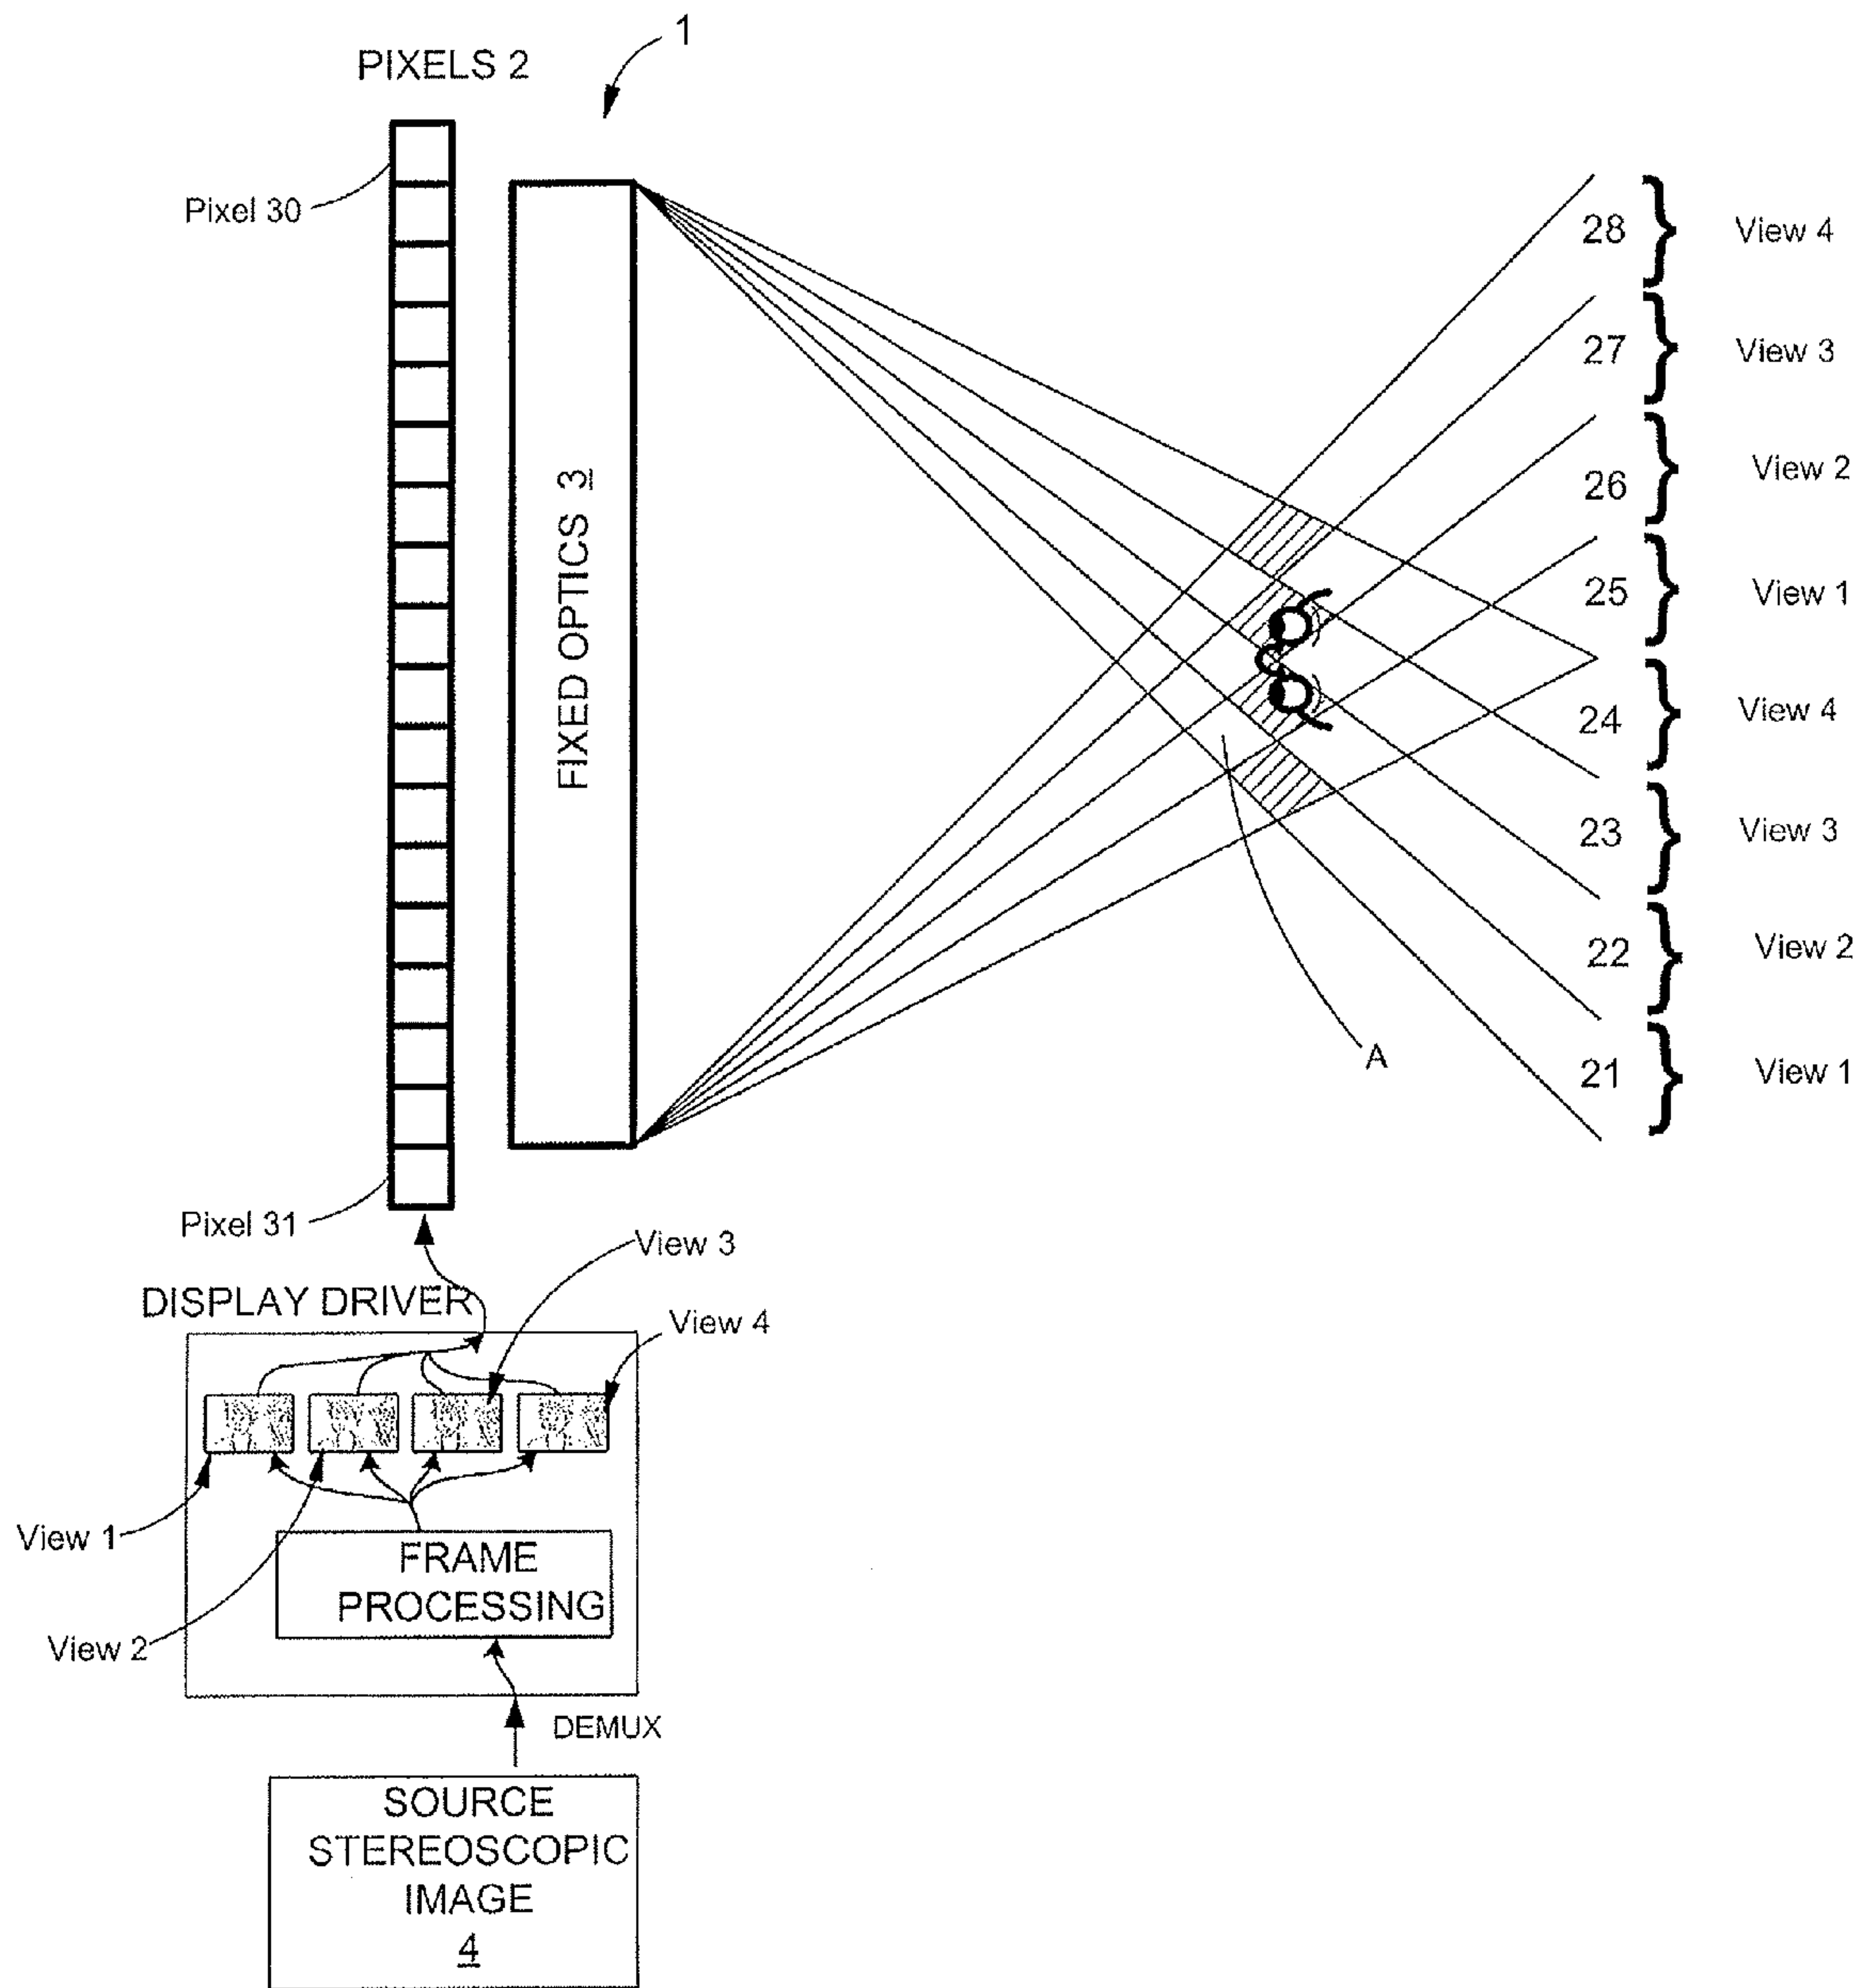 1
PIXELS 2
Pixel 30
FIXED OPTICS 3
28 View 4
27 View 3
26 View 2
25 View 1
24 View 4
23 View 3
22 View 2
21 View 1
A
Pixel 31
View 3
DISPLAY DRIVER
View 4
View 1
FRAME
PROCESSING
View 2
DEMUX
SOURCE
STEREOSCOPIC
IMAGE
4